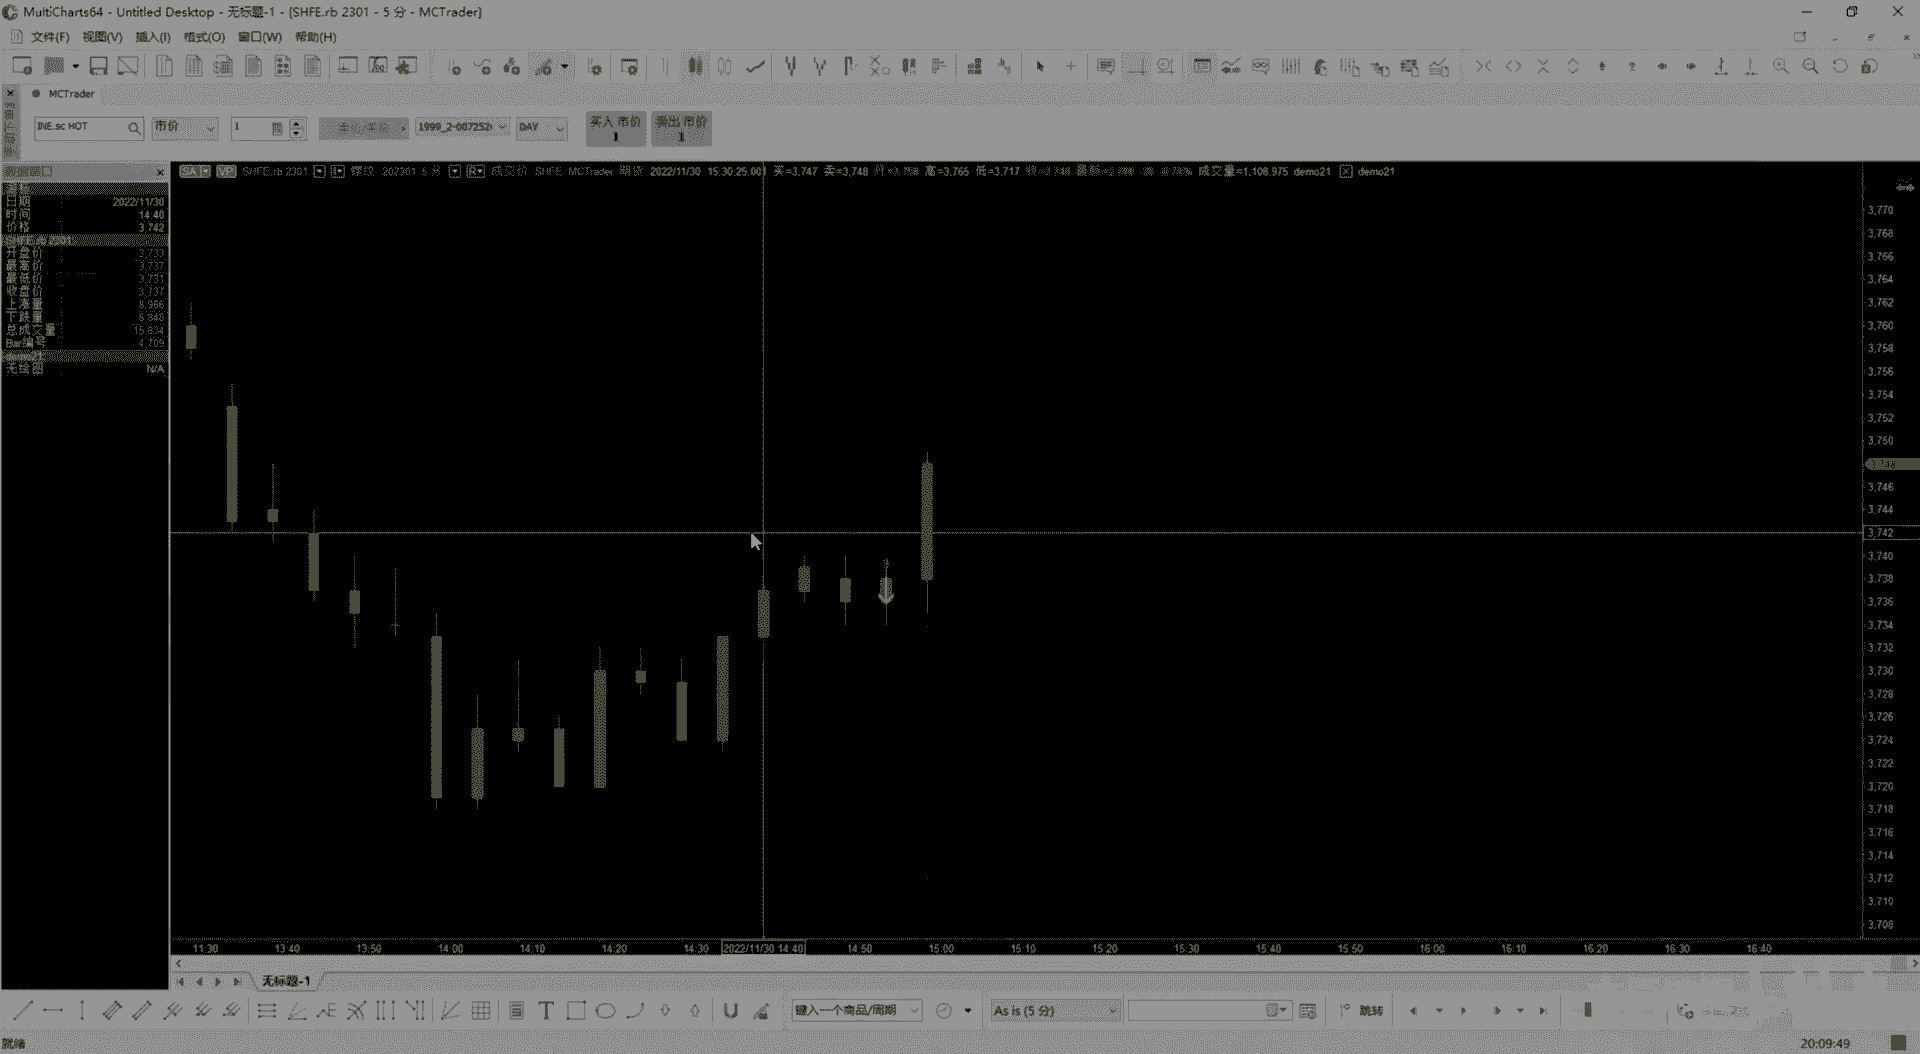 MultiCharts64 - Untitled Desktop - 无标题-1 - [SHFE.rb 2301 - 5 分 - MCTrader]
文件(F) 视图(V) 插入(I) 格式(O) 窗口(W) 帮助(H)
MCTrader
INE.sc HOT 市价 1 DAY 买入 市价 1 卖出 市价 1
数据窗口
SA VP SHFE.rb 2301 螺纹 202301 5 分 成交价 SHFE MCTrader 期货 2022/11/30 15:30:25.001 买=3,747 卖=3,748 高=3,765 低=3,717 成交量=1,108,975 demo21 demo21
日期 2022/11/30
时间 14:40
价格 3,742
SHFE.rb 2301:
开盘价 3,733
最高价 3,737
最低价 3,731
收盘价 3,737
上涨量 8,986
下跌量 6,848
总成交量 15,834
Bar编号 4,709
demo21:
无绘图 N/A
3,770
3,768
3,766
3,764
3,762
3,760
3,758
3,756
3,754
3,752
3,750
3,748
3,746
3,744
3,742
3,740
3,738
3,736
3,734
3,732
3,730
3,728
3,726
3,724
3,722
3,720
3,718
3,716
3,714
3,712
3,710
3,708
11:30 13:40 13:50 14:00 14:10 14:20 14:30 2022/11/30 14:40 14:50 15:00 15:10 15:20 15:30 15:40 15:50 16:00 16:10 16:20 16:30 16:40
无标题-1
键入一个商品/周期 As is (5 分) 跳转
就绪 20:09:49